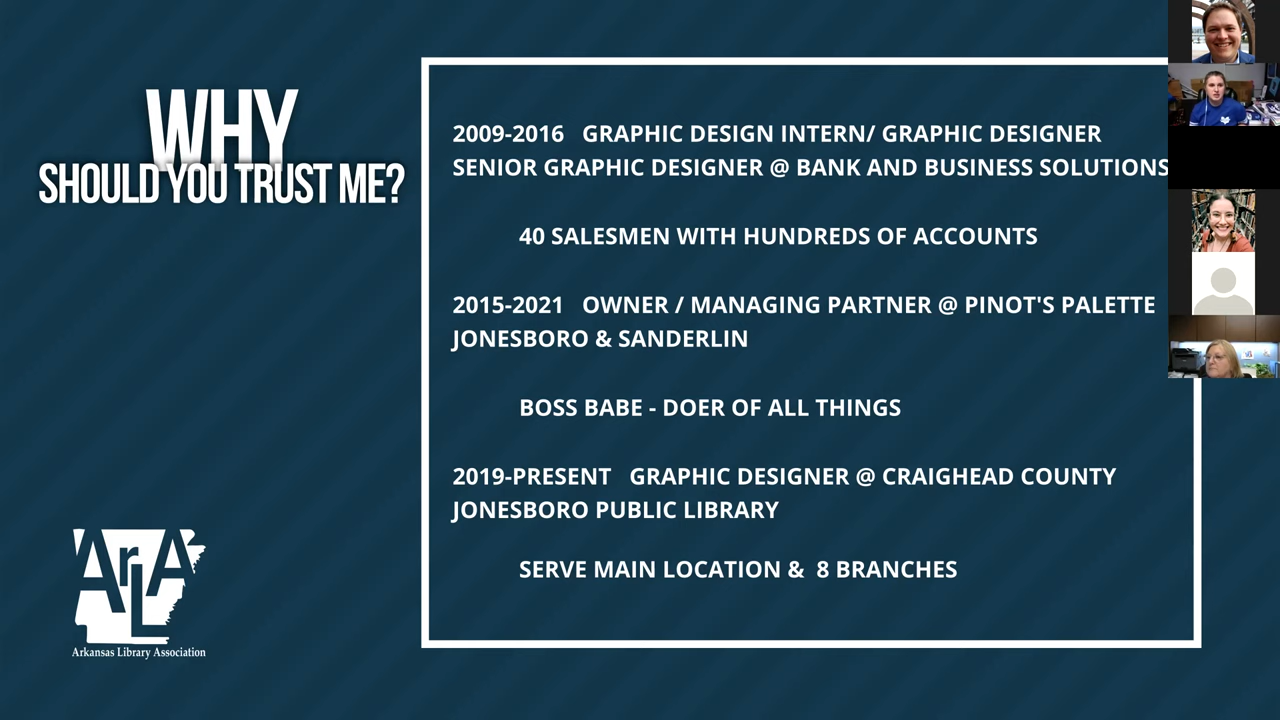 WHY
SHOULD YOU TRUST ME?
2009-2016 GRAPHIC DESIGN INTERN/ GRAPHIC DESIGNER
SENIOR GRAPHIC DESIGNER @ BANK AND BUSINESS SOLUTIONS
40 SALESMEN WITH HUNDREDS OF ACCOUNTS
2015-2021 OWNER / MANAGING PARTNER @ PINOT'S PALETTE
JONESBORO & SANDERLIN
BOSS BABE - DOER OF ALL THINGS
2019-PRESENT GRAPHIC DESIGNER @ CRAIGHEAD COUNTY
JONESBORO PUBLIC LIBRARY
SERVE MAIN LOCATION & 8 BRANCHES
ArLA
Arkansas Library Association